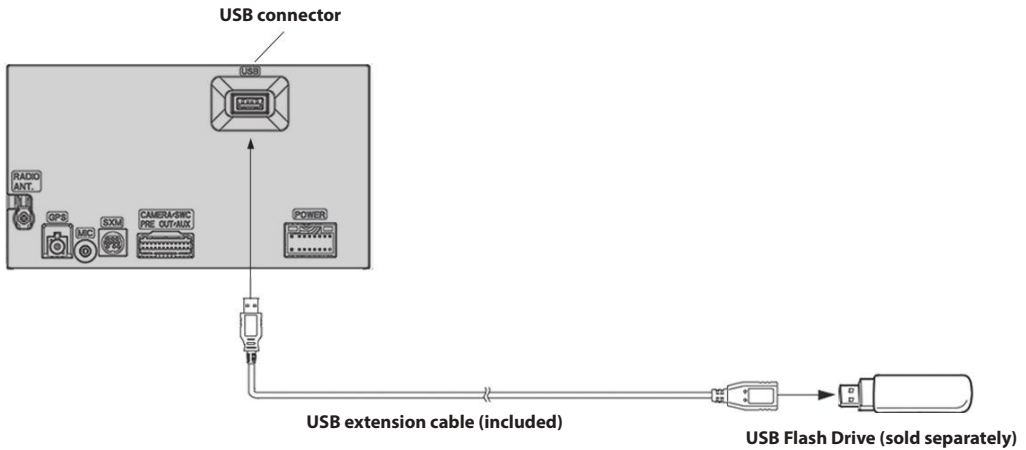 USB connector
USB
RADIO
ANT.
GPS
MIC
SXM
CAMERA/SWC
PRE OUT•AUX
POWER
USB extension cable (included)
USB Flash Drive (sold separately)